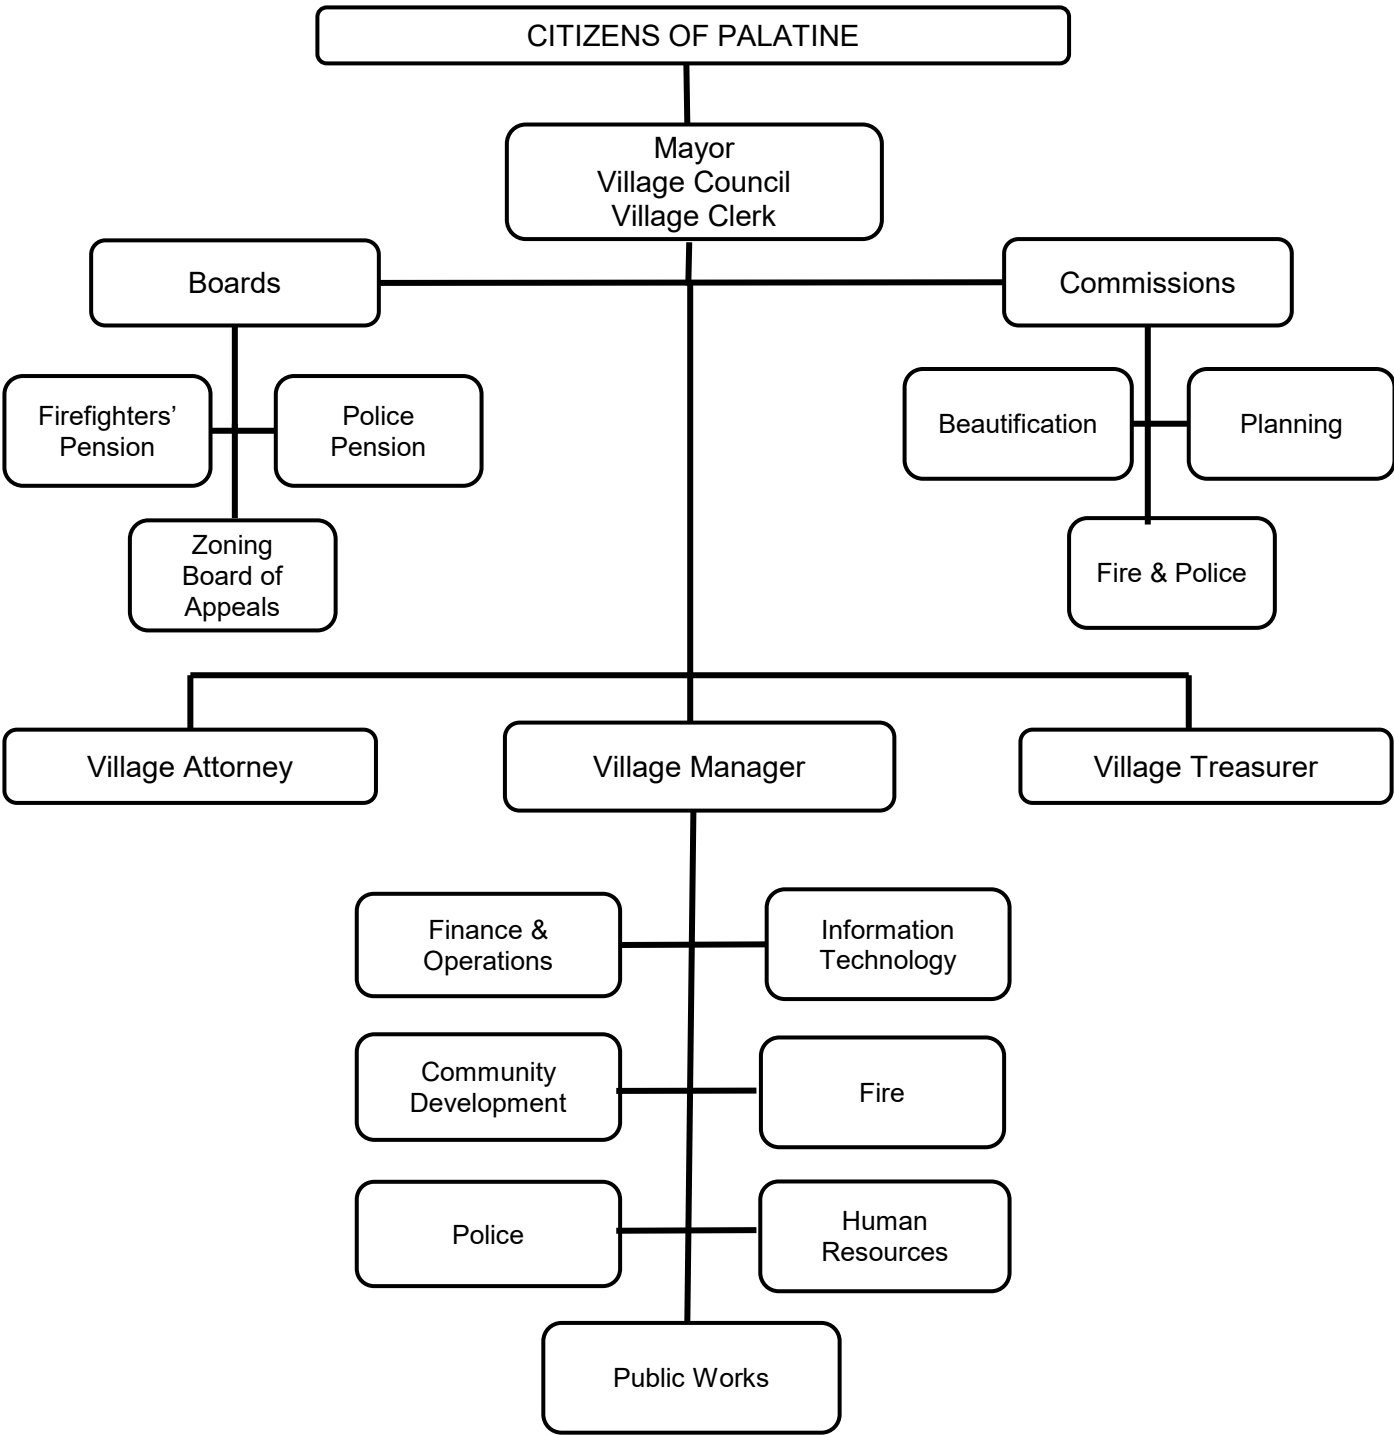 CITIZENS OF PALATINE
Mayor
Village Council
Village Clerk
Boards
Commissions
Firefighters’
Pension
Police
Pension
Beautification
Planning
Zoning
Board of
Appeals
Fire & Police
Village Attorney
Village Manager
Village Treasurer
Finance &
Operations
Information
Technology
Community
Development
Fire
Police
Human
Resources
Public Works